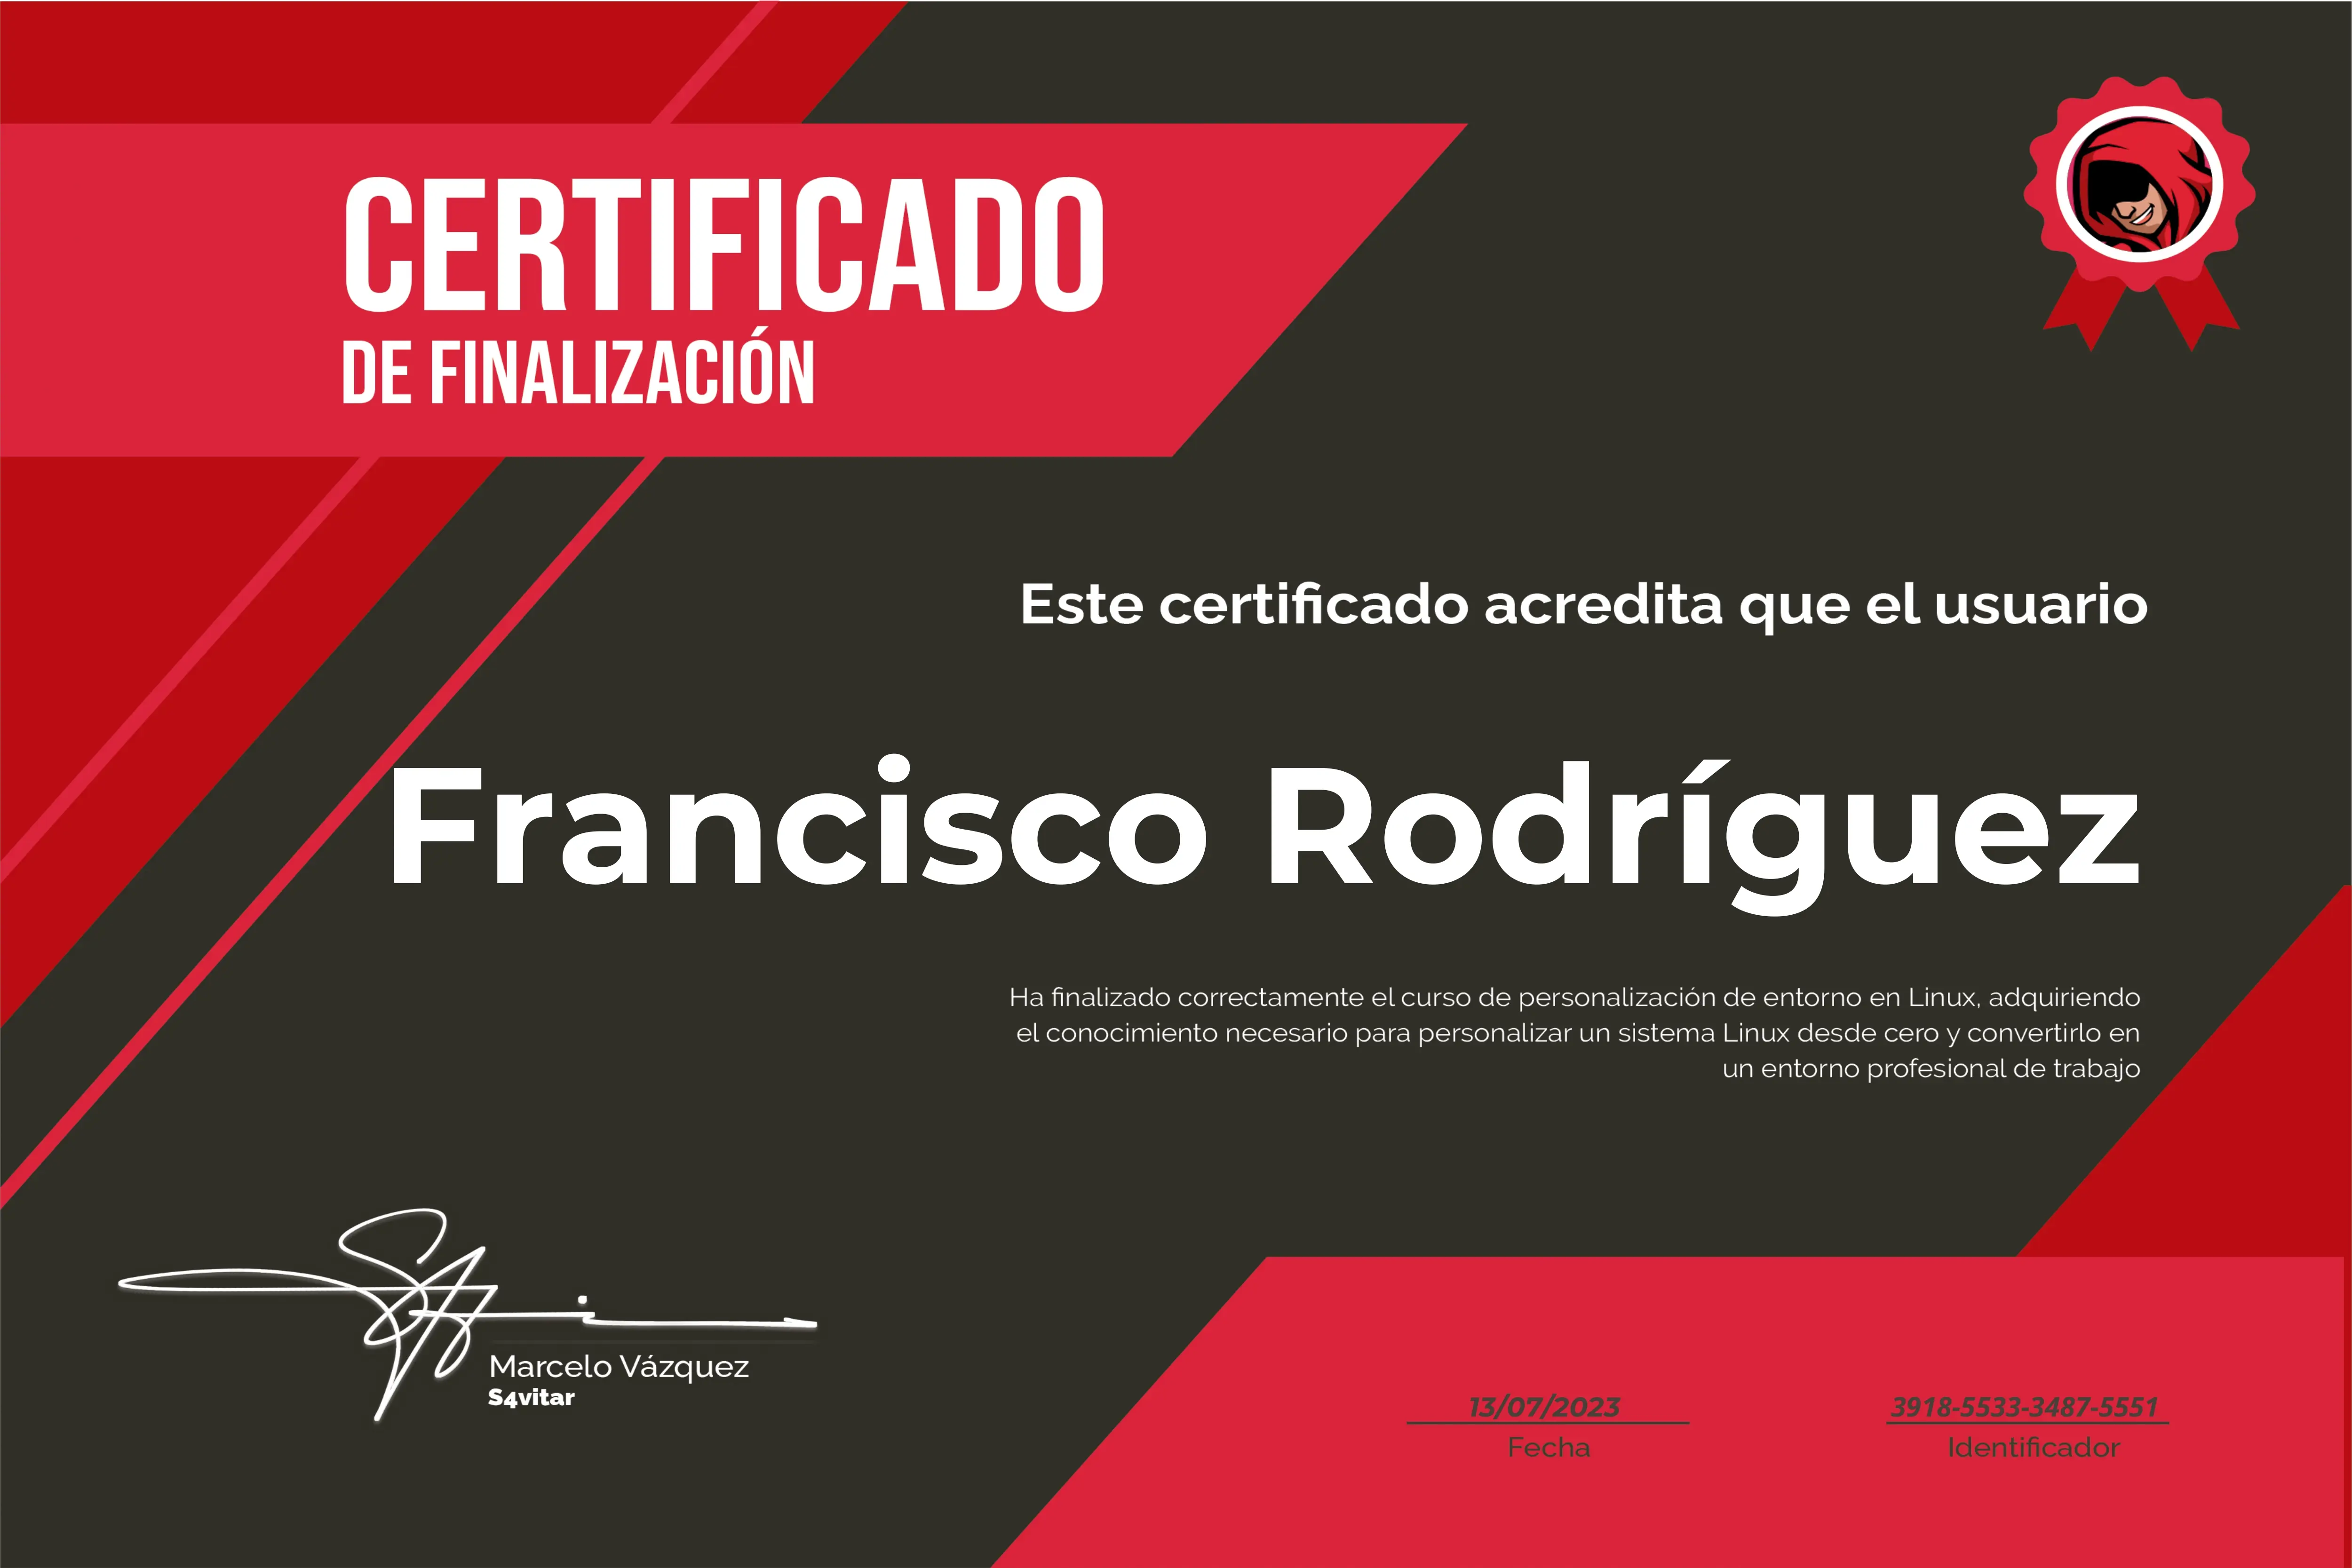 CERTIFICADO
DE FINALIZACIÓN
Este certificado acredita que el usuario
Francisco Rodríguez
Ha finalizado correctamente el curso de personalización de entorno en Linux, adquiriendo
el conocimiento necesario para personalizar un sistema Linux desde cero y convertirlo en
un entorno profesional de trabajo
Marcelo Vázquez
S4vitar
13/07/2023
Fecha
3918-5533-3487-5551
Identificador